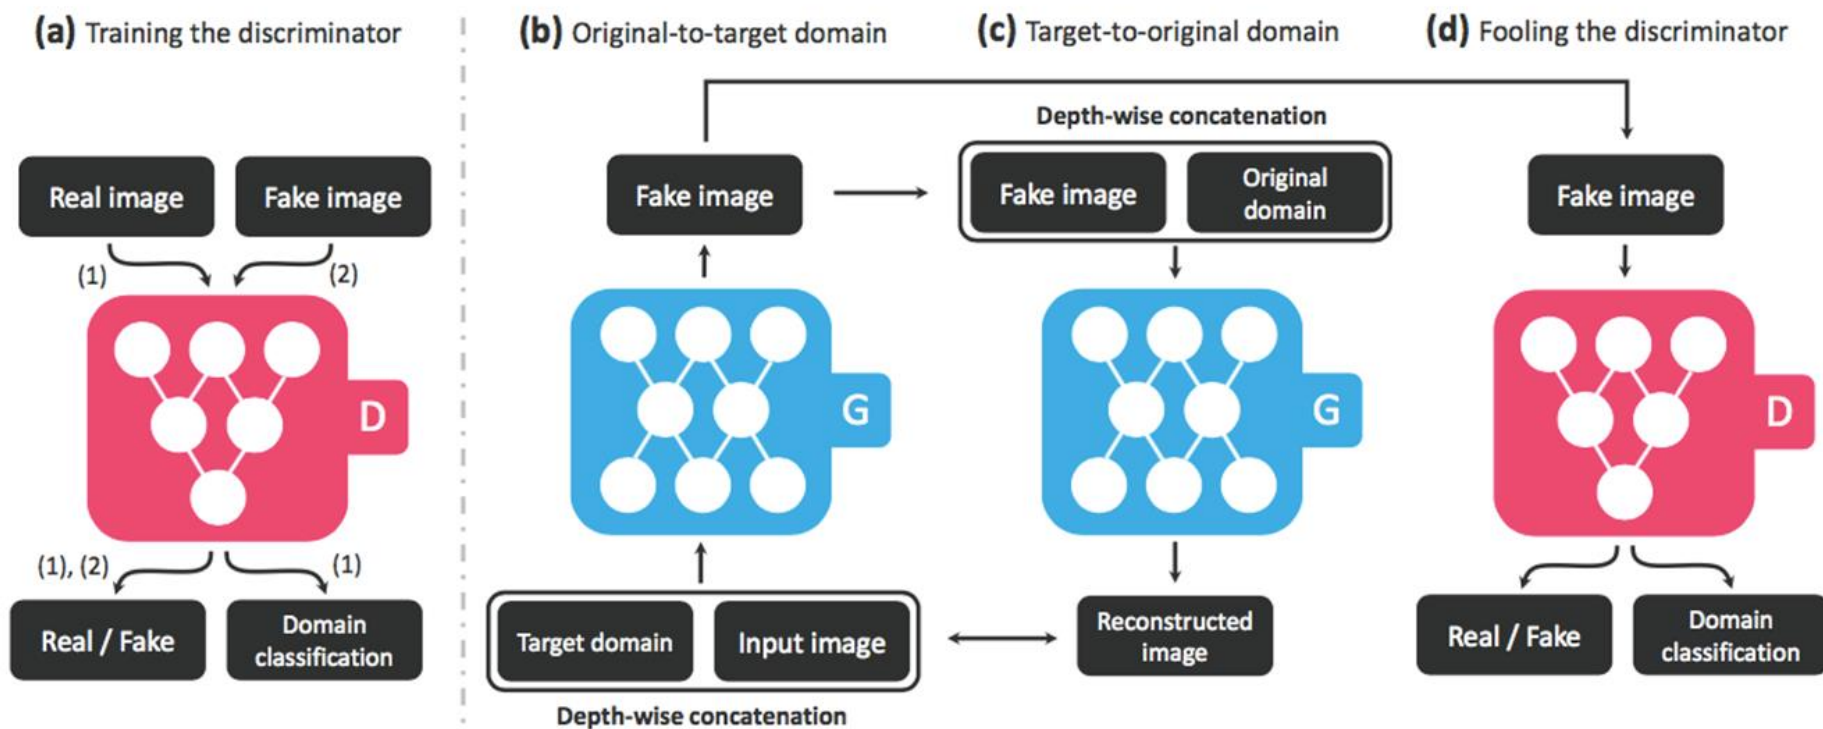 (a) Training the discriminator
(b) Original-to-target domain
(c) Target-to-original domain
(d) Fooling the discriminator
Real image
Fake image
(1)
(2)
D
(1), (2)
(1)
Real / Fake
Domain
classification
Fake image
G
Target domain
Input image
Depth-wise concatenation
Depth-wise concatenation
Fake image
Original
domain
G
Reconstructed
image
Fake image
D
Real / Fake
Domain
classification